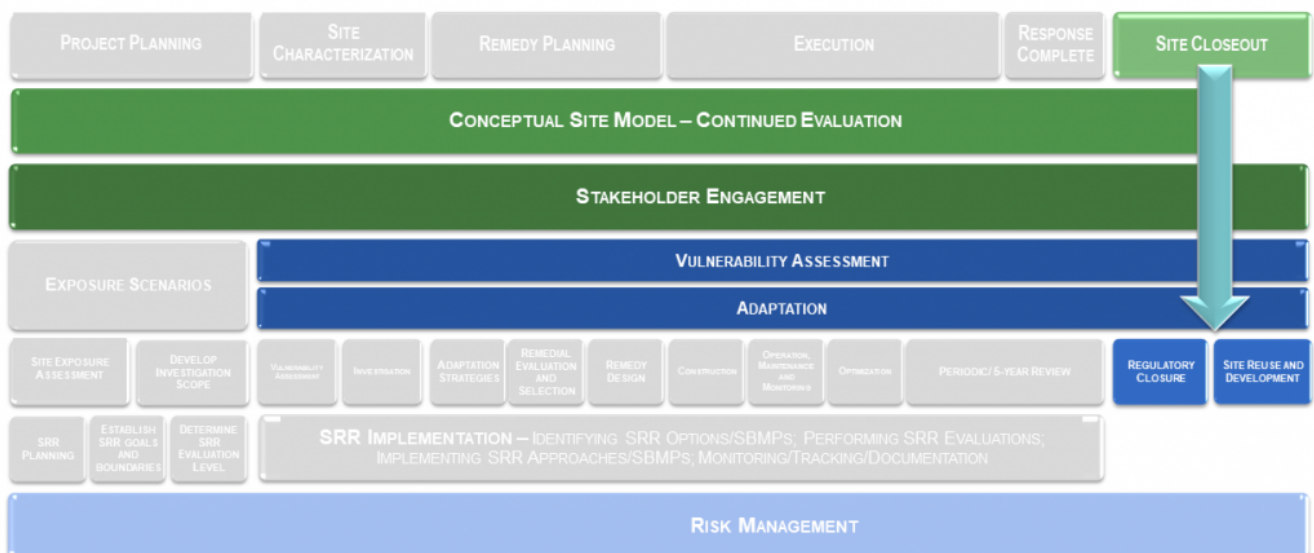 PROJECT PLANNING
SITE
CHARACTERIZATION
REMEDY PLANNING
EXECUTION
RESPONSE
COMPLETE
SITE CLOSEOUT
CONCEPTUAL SITE MODEL – CONTINUED EVALUATION
STAKEHOLDER ENGAGEMENT
EXPOSURE SCENARIOS
VULNERABILITY ASSESSMENT
ADAPTATION
SITE EXPOSURE
ASSESSMENT
DEVELOP
INVESTIGATION
SCOPE
VULNERABILITY
ASSESSMENT
INVESTIGATION
ADAPTATION
STRATEGIES
REMEDIAL
EVALUATION
AND
SELECTION
REMEDY
DESIGN
CONSTRUCTION
OPERATION,
MAINTENANCE
AND
MONITORING
OPTIMIZATION
PERIODIC/ 5-YEAR REVIEW
REGULATORY
CLOSURE
SITE REUSE AND
DEVELOPMENT
SRR
PLANNING
ESTABLISH
SRR GOALS
AND
BOUNDARIES
DETERMINE
SRR
EVALUATION
LEVEL
SRR IMPLEMENTATION – IDENTIFYING SRR OPTIONS/SBMPS; PERFORMING SRR EVALUATIONS;
IMPLEMENTING SRR APPROACHES/SBMPS; MONITORING/TRACKING/DOCUMENTATION
RISK MANAGEMENT